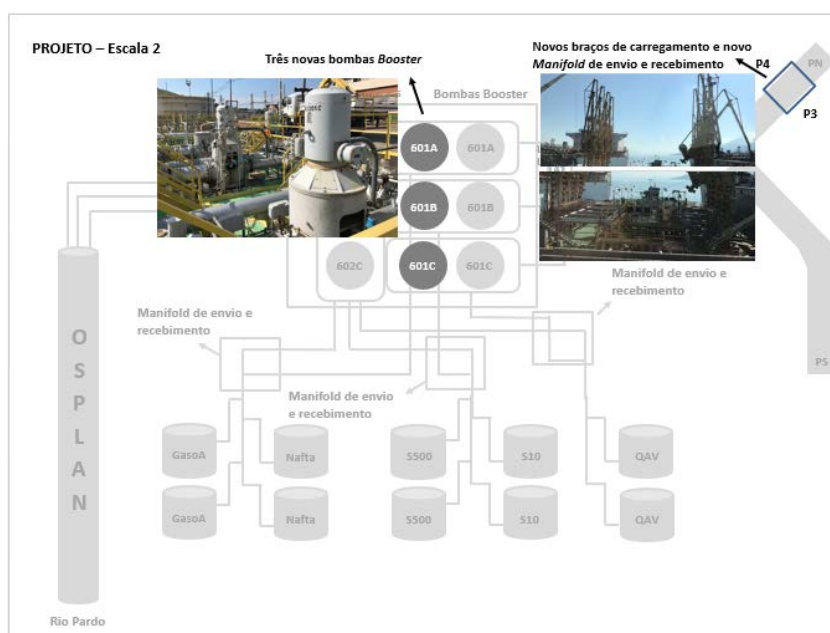 PROJETO – Escala 2
Três novas bombas Booster
Novos braços de carregamento e novo
Manifold de envio e recebimento
P4
PN
P3
Bombas Booster
601A
601A
601B
601B
602C
601C
601C
Manifold de envio e
recebimento
Manifold de envio e
recebimento
Manifold de envio
e recebimento
PS
O
S
P
L
A
N
GasoA
Nafta
S500
S10
QAV
GasoA
Nafta
S500
S10
QAV
Rio Pardo